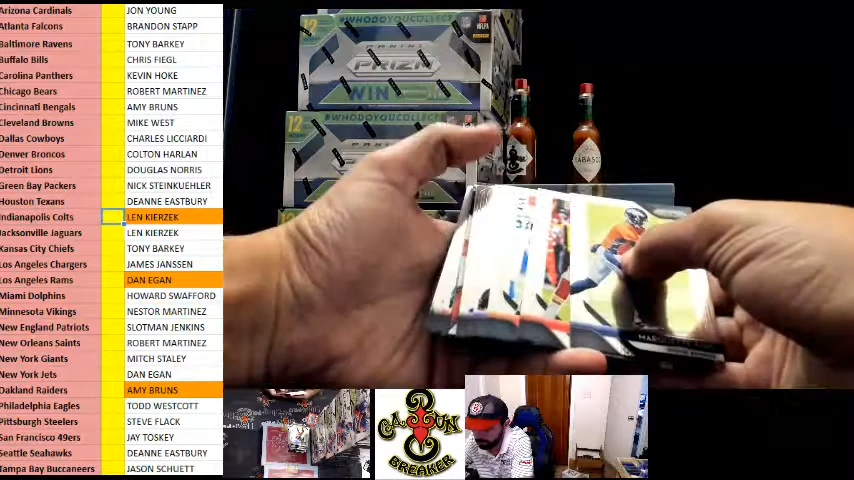 Arizona Cardinals JON YOUNG
Atlanta Falcons BRANDON STAPP
Baltimore Ravens TONY BARKEY
Buffalo Bills CHRIS FIEGL
Carolina Panthers KEVIN HOKE
Chicago Bears ROBERT MARTINEZ
Cincinnati Bengals AMY BRUNS
Cleveland Browns MIKE WEST
Dallas Cowboys CHARLES LICCIARDI
Denver Broncos COLTON HARLAN
Detroit Lions DOUGLAS NORRIS
Green Bay Packers NICK STEINKUEHLER
Houston Texans DEANNE EASTBURY
Indianapolis Colts LEN KIERZEK
Jacksonville Jaguars LEN KIERZEK
Kansas City Chiefs TONY BARKEY
Los Angeles Chargers JAMES JANSSEN
Los Angeles Rams DAN EGAN
Miami Dolphins HOWARD SWAFFORD
Minnesota Vikings NESTOR MARTINEZ
New England Patriots SLOTMAN JENKINS
New Orleans Saints ROBERT MARTINEZ
New York Giants MITCH STALEY
New York Jets DAN EGAN
Oakland Raiders AMY BRUNS
Philadelphia Eagles TODD WESTCOTT
Pittsburgh Steelers STEVE FLACK
San Francisco 49ers JAY TOSKEY
Seattle Seahawks DEANNE EASTBURY
Tampa Bay Buccaneers JASON SCHUETT
12 #WHODOYOUCOLLECT
PANINI
PRIZM
WIN
12 #WHODOYOUCOLLECT
PRIZM
TABASCO
CAJUN
BREAKER